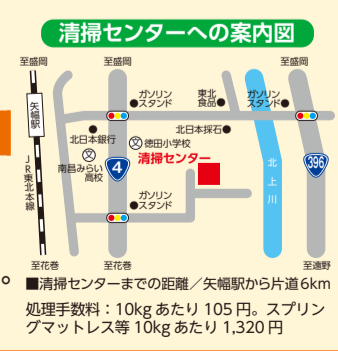 清掃センターへの案内図
至盛岡
至盛岡
至盛岡
矢幅駅
ガソリン
スタンド
東北
食品
ガソリン
スタンド
北日本銀行
北日本採石
文 徳田小学校
文
南昌みらい
高校
清掃センター
4
396
JR東北本線
北上川
ガソリン
スタンド
至花巻
至花巻
至遠野
。
■清掃センターまでの距離／矢幅駅から片道6km
処理手数料：10kgあたり105円。スプリン
グマットレス等10kgあたり1,320円